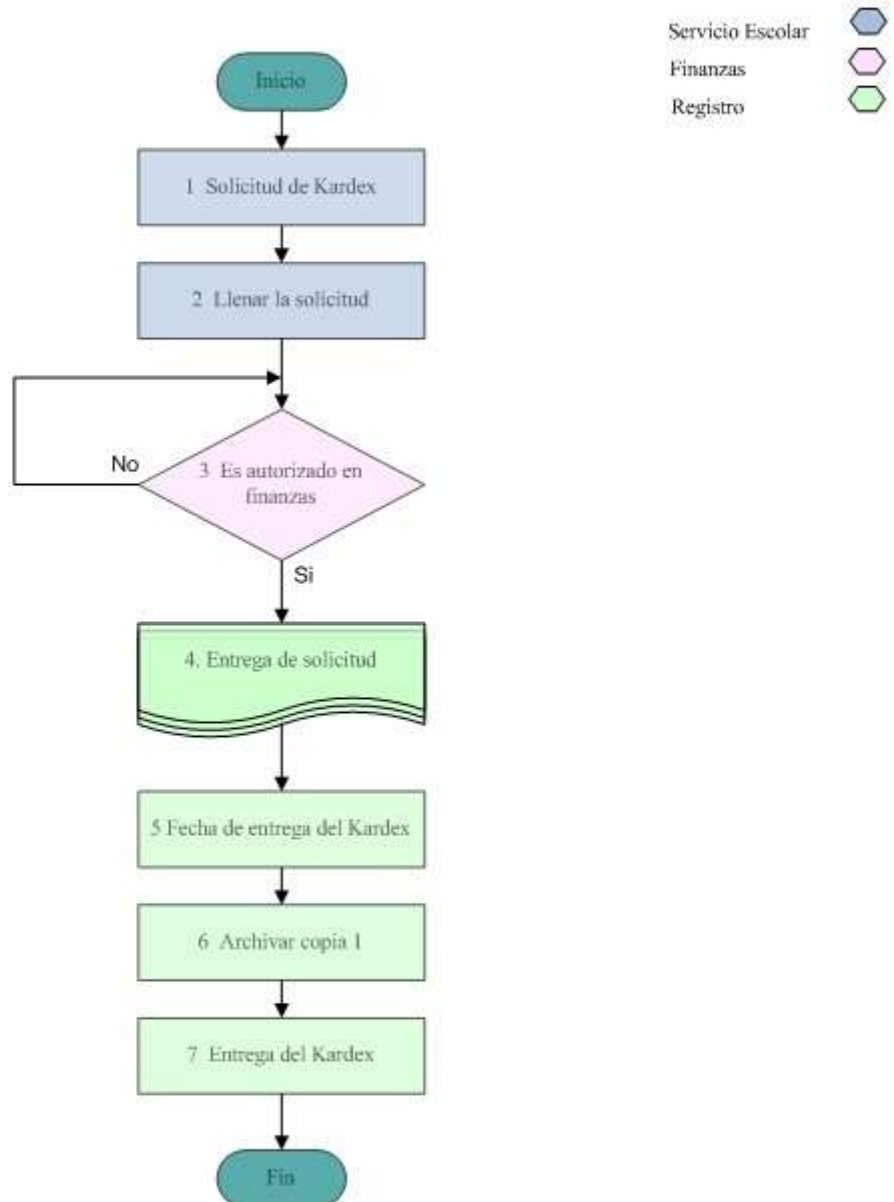 Servicio Escolar
Finanzas
Registro
Inicio
1 Solicitud de Kardex
2 Llenar la solicitud
No
3 Es autorizado en
finanzas
Si
4. Entrega de solicitud
5 Fecha de entrega del Kardex
6 Archivar copia 1
7 Entrega del Kardex
Fin